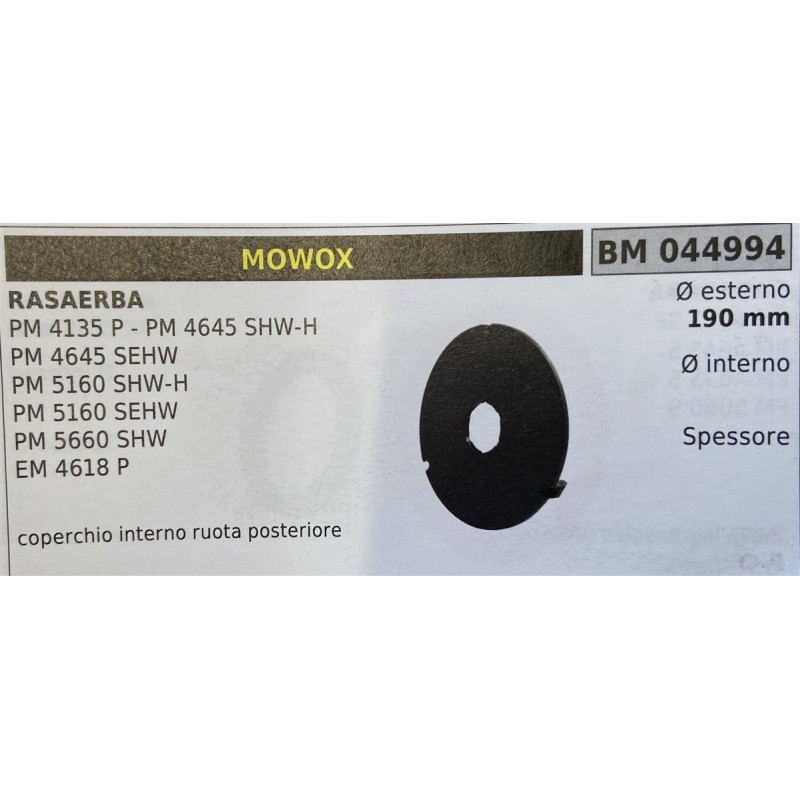 MOWOX
BM 044994
RASAERBA
PM 4135 P - PM 4645 SHW-H
PM 4645 SEHW
PM 5160 SHW-H
PM 5160 SEHW
PM 5660 SHW
EM 4618 P
coperchio interno ruota posteriore
Ø esterno
190 mm
Ø interno
Spessore